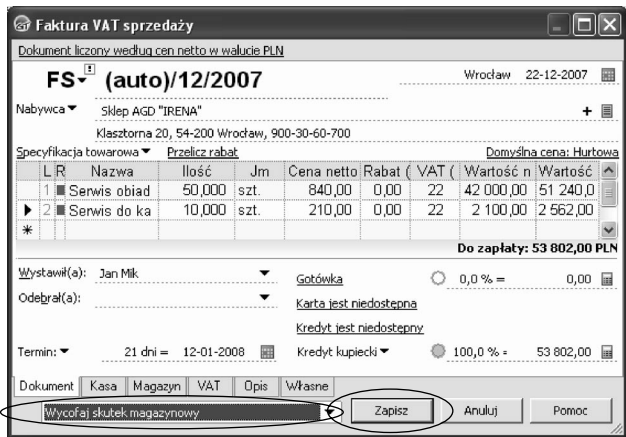 Faktura VAT sprzedaży
Dokument liczony według cen netto w walucie PLN
FS (auto)/12/2007 Wrocław 22-12-2007
Nabywca Sklep AGD "IRENA"
Klasztorna 20, 54-200 Wrocław, 900-30-60-700
Specyfikacja towarowa Przelicz rabat Domyślna cena: Hurtowa
L R Nazwa Ilość Jm Cena netto Rabat ( VAT ( Wartość n Wartość
1 Serwis obiad 50,000 szt. 840,00 0,00 22 42 000,00 51 240,0
2 Serwis do ka 10,000 szt. 210,00 0,00 22 2 100,00 2 562,00
*
Do zapłaty: 53 802,00 PLN
Wystawił(a): Jan Mik Gotówka 0,0 % = 0,00
Odebrał(a): Karta jest niedostępna
Kredyt jest niedostępny
Termin: 21 dni = 12-01-2008 Kredyt kupiecki 100,0 % = 53 802,00
Dokument Kasa Magazyn VAT Opis Własne
Wycofaj skutek magazynowy Zapisz Anuluj Pomoc